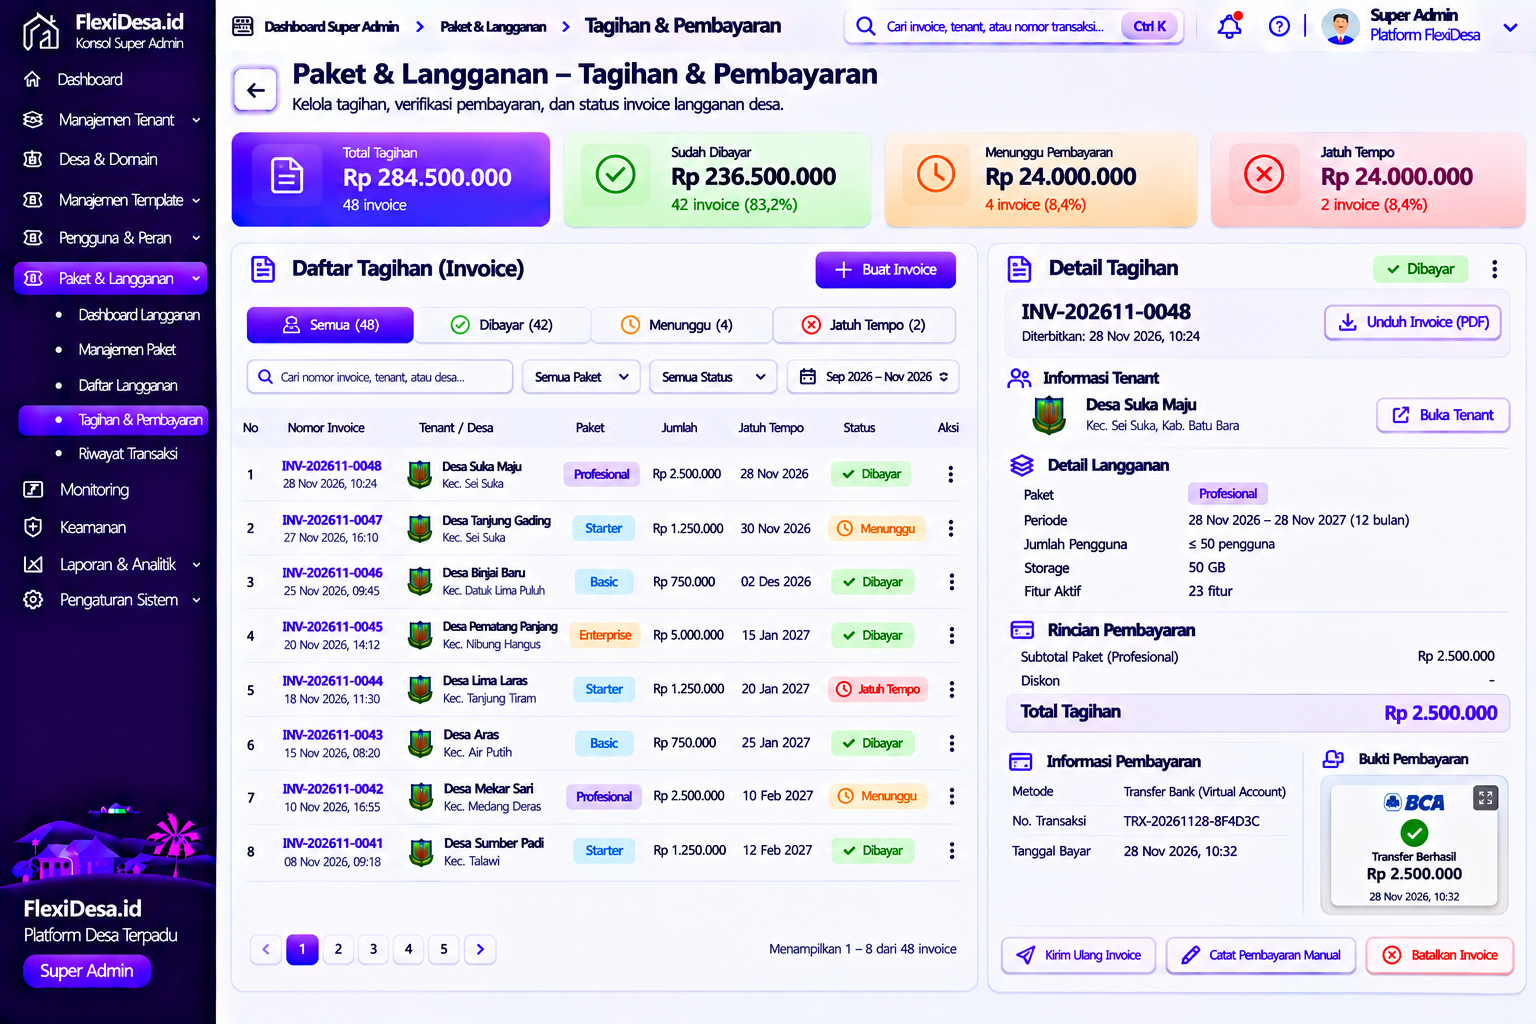 FlexiDesa.id
Konsol Super Admin
Dashboard
Manajemen Tenant
Desa & Domain
Manajemen Template
Pengguna & Peran
Paket & Langganan
Dashboard Langganan
Manajemen Paket
Daftar Langganan
Tagihan & Pembayaran
Riwayat Transaksi
Monitoring
Keamanan
Laporan & Analitik
Pengaturan Sistem
FlexiDesa.id
Platform Desa Terpadu
Super Admin
Dashboard Super Admin > Paket & Langganan > Tagihan & Pembayaran
Cari invoice, tenant, atau nomor transaksi... Ctrl K
Super Admin
Platform FlexiDesa
Paket & Langganan – Tagihan & Pembayaran
Kelola tagihan, verifikasi pembayaran, dan status invoice langganan desa.
Total Tagihan
Rp 284.500.000
48 invoice
Sudah Dibayar
Rp 236.500.000
42 invoice (83,2%)
Menunggu Pembayaran
Rp 24.000.000
4 invoice (8,4%)
Jatuh Tempo
Rp 24.000.000
2 invoice (8,4%)
Daftar Tagihan (Invoice)
+ Buat Invoice
Semua (48) Dibayar (42) Menunggu (4) Jatuh Tempo (2)
Cari nomor invoice, tenant, atau desa... Semua Paket Semua Status Sep 2026 – Nov 2026
No Nomor Invoice Tenant / Desa Paket Jumlah Jatuh Tempo Status Aksi
1 INV-202611-0048 Desa Suka Maju Profesional Rp 2.500.000 28 Nov 2026 Dibayar
28 Nov 2026, 10:24 Kec. Sei Suka
2 INV-202611-0047 Desa Tanjung Gading Starter Rp 1.250.000 30 Nov 2026 Menunggu
27 Nov 2026, 16:10 Kec. Sei Suka
3 INV-202611-0046 Desa Binjai Baru Basic Rp 750.000 02 Des 2026 Dibayar
25 Nov 2026, 09:45 Kec. Datuk Lima Puluh
4 INV-202611-0045 Desa Pematang Panjang Enterprise Rp 5.000.000 15 Jan 2027 Dibayar
20 Nov 2026, 14:12 Kec. Nibung Hangus
5 INV-202611-0044 Desa Lima Laras Starter Rp 1.250.000 20 Jan 2027 Jatuh Tempo
18 Nov 2026, 11:30 Kec. Tanjung Tiram
6 INV-202611-0043 Desa Aras Basic Rp 750.000 25 Jan 2027 Dibayar
15 Nov 2026, 08:20 Kec. Air Putih
7 INV-202611-0042 Desa Mekar Sari Profesional Rp 2.500.000 10 Feb 2027 Menunggu
10 Nov 2026, 16:55 Kec. Medang Deras
8 INV-202611-0041 Desa Sumber Padi Starter Rp 1.250.000 12 Feb 2027 Dibayar
08 Nov 2026, 09:18 Kec. Talawi
< 1 2 3 4 5 >
Menampilkan 1 – 8 dari 48 invoice
Detail Tagihan
Dibayar
INV-202611-0048
Diterbitkan: 28 Nov 2026, 10:24
Unduh Invoice (PDF)
Informasi Tenant
Desa Suka Maju
Kec. Sei Suka, Kab. Batu Bara
Buka Tenant
Detail Langganan
Paket Profesional
Periode 28 Nov 2026 – 28 Nov 2027 (12 bulan)
Jumlah Pengguna ≤ 50 pengguna
Storage 50 GB
Fitur Aktif 23 fitur
Rincian Pembayaran
Subtotal Paket (Profesional) Rp 2.500.000
Diskon –
Total Tagihan Rp 2.500.000
Informasi Pembayaran
Metode Transfer Bank (Virtual Account)
No. Transaksi TRX-20261128-8F4D3C
Tanggal Bayar 28 Nov 2026, 10:32
Bukti Pembayaran
BCA
Transfer Berhasil
Rp 2.500.000
28 Nov 2026, 10:32
Kirim Ulang Invoice
Catat Pembayaran Manual
Batalkan Invoice